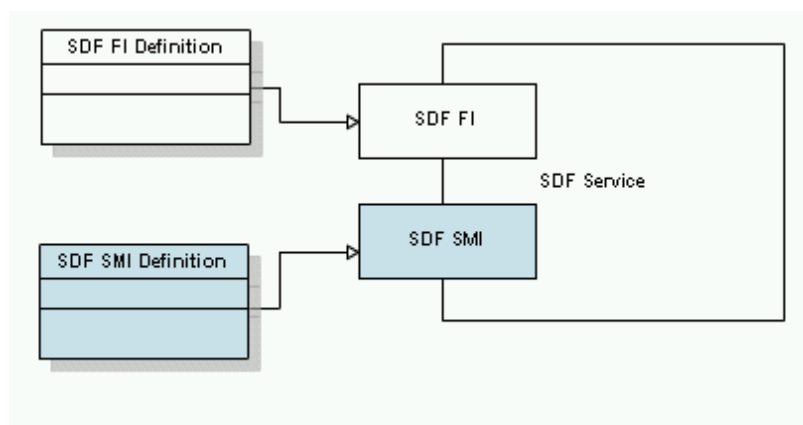 SDF FI Definition
SDF FI
SDF Service
SDF SMI
SDF SMI Definition